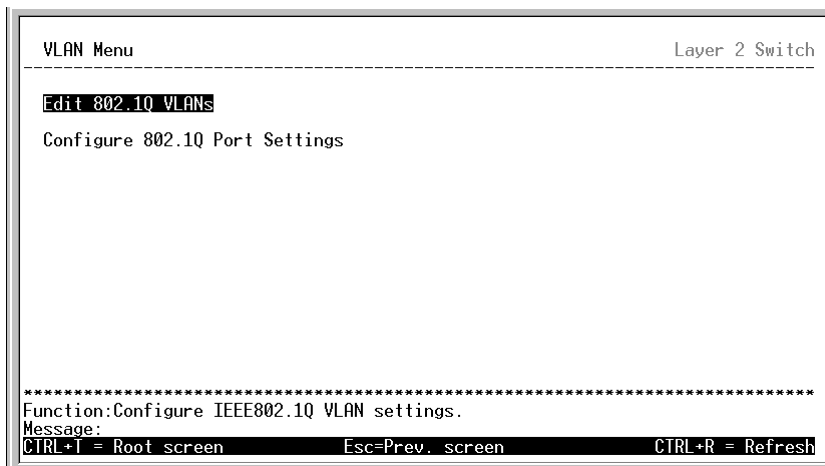 VLAN Menu Layer 2 Switch
--------------------------------------------------------------------------------
Edit 802.1Q VLANs
Configure 802.1Q Port Settings
*******************************************************************************
Function:Configure IEEE802.1Q VLAN settings.
Message:
CTRL+T = Root screen Esc=Prev. screen CTRL+R = Refresh